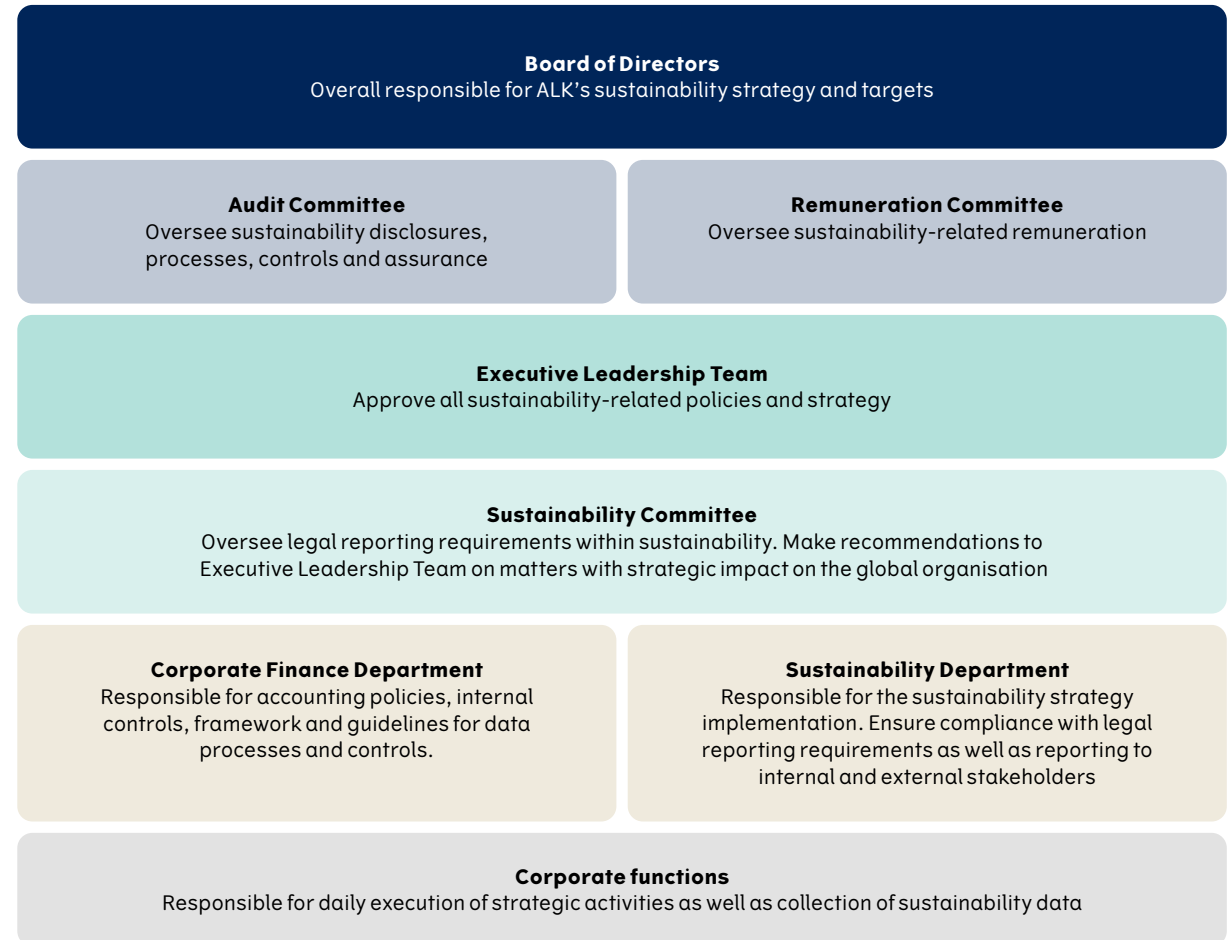 Board of Directors
Overall responsible for ALK’s sustainability strategy and targets
Audit Committee
Oversee sustainability disclosures,
processes, controls and assurance
Remuneration Committee
Oversee sustainability-related remuneration
Executive Leadership Team
Approve all sustainability-related policies and strategy
Sustainability Committee
Oversee legal reporting requirements within sustainability. Make recommendations to
Executive Leadership Team on matters with strategic impact on the global organisation
Corporate Finance Department
Responsible for accounting policies, internal
controls, framework and guidelines for data
processes and controls.
Sustainability Department
Responsible for the sustainability strategy
implementation. Ensure compliance with legal
reporting requirements as well as reporting to
internal and external stakeholders
Corporate functions
Responsible for daily execution of strategic activities as well as collection of sustainability data